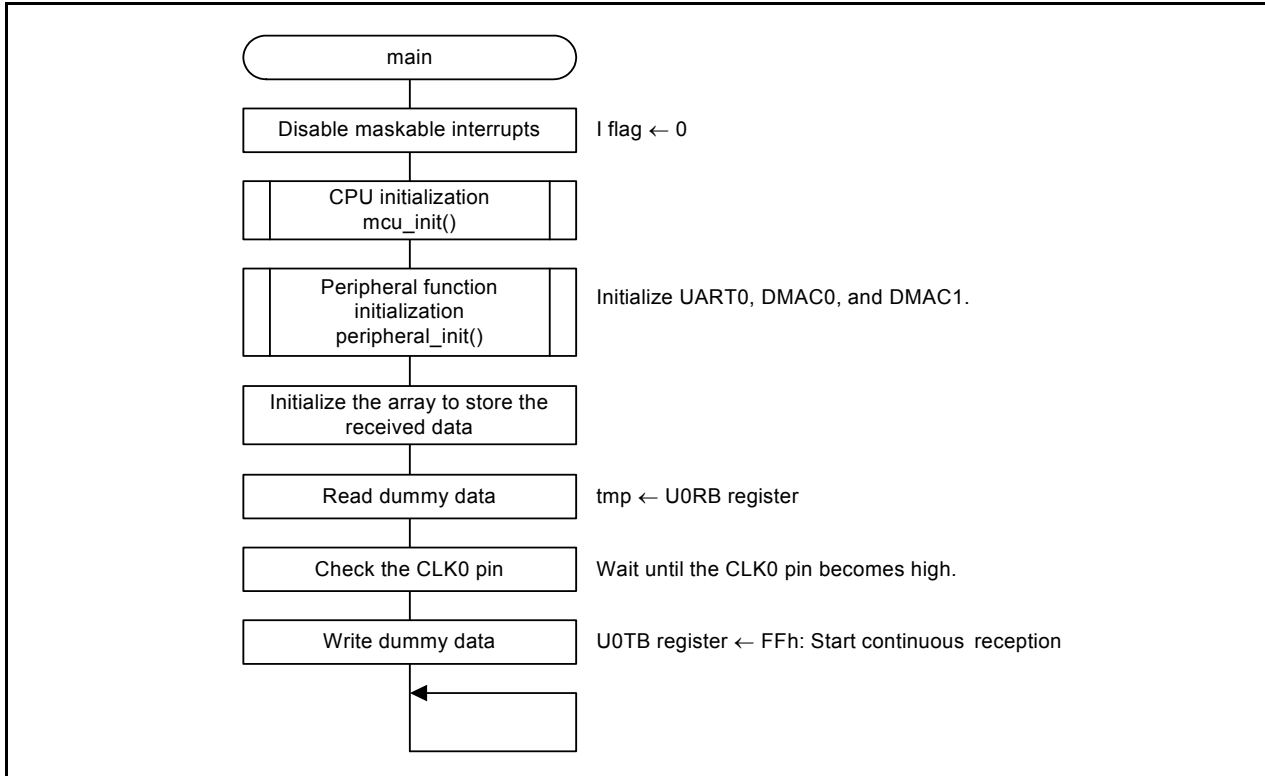 main
Disable maskable interrupts
I flag ← 0
CPU initialization
mcu_init()
Peripheral function
initialization
peripheral_init()
Initialize UART0, DMAC0, and DMAC1.
Initialize the array to store the
received data
Read dummy data
tmp ← U0RB register
Check the CLK0 pin
Wait until the CLK0 pin becomes high.
Write dummy data
U0TB register ← FFh: Start continuous reception